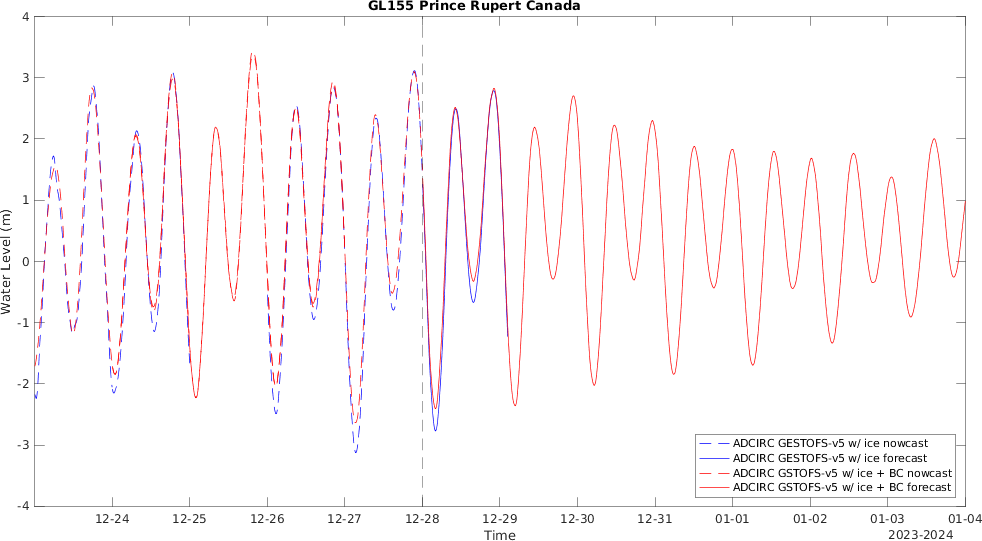 GL155 Prince Rupert Canada
4
3
2
1
0
-1
-2
-3
-4
Water Level (m)
ADCIRC GESTOFS-v5 w/ ice nowcast
ADCIRC GESTOFS-v5 w/ ice forecast
ADCIRC GSTOFS-v5 w/ ice + BC nowcast
ADCIRC GSTOFS-v5 w/ ice + BC forecast
12-24 12-25 12-26 12-27 12-28 12-29 12-30 12-31 01-01 01-02 01-03 01-04
Time
2023-2024